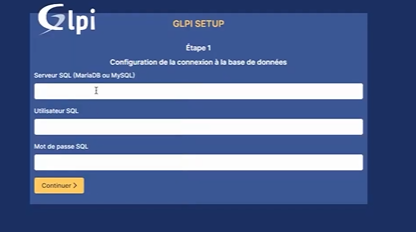 Glpi
GLPI SETUP
Étape 1
Configuration de la connexion à la base de données
Serveur SQL (MariaDB ou MySQL)
Utilisateur SQL
Mot de passe SQL
Continuer